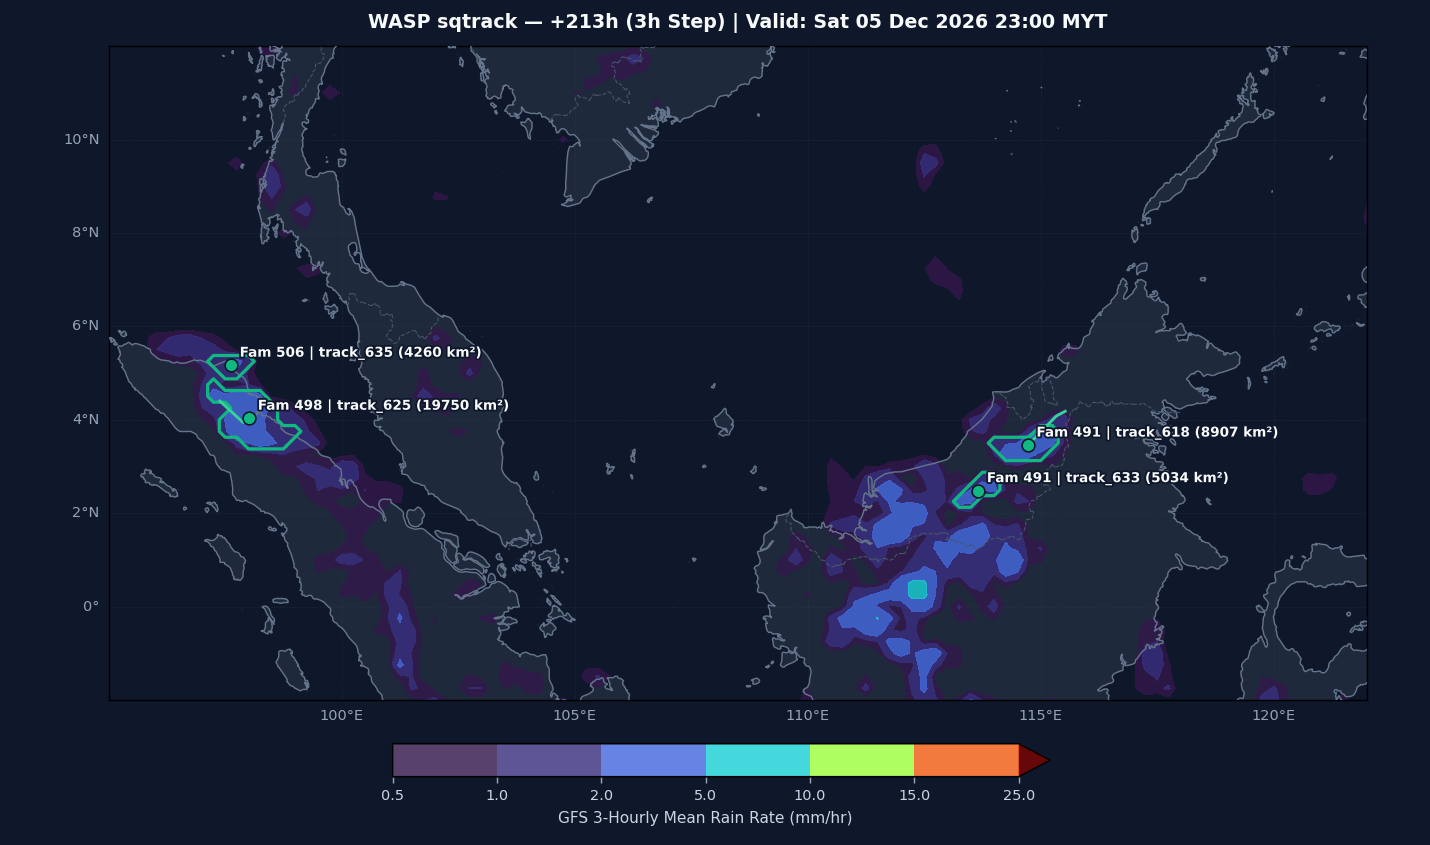 WASP sqtrack — +213h (3h Step) | Valid: Sat 05 Dec 2026 23:00 MYT
10°N
8°N
6°N
4°N
2°N
0°
Fam 506 | track_635 (4260 km²)
Fam 498 | track_625 (19750 km²)
Fam 491 | track_618 (8907 km²)
Fam 491 | track_633 (5034 km²)
100°E 105°E 110°E 115°E 120°E
0.5 1.0 2.0 5.0 10.0 15.0 25.0
GFS 3-Hourly Mean Rain Rate (mm/hr)